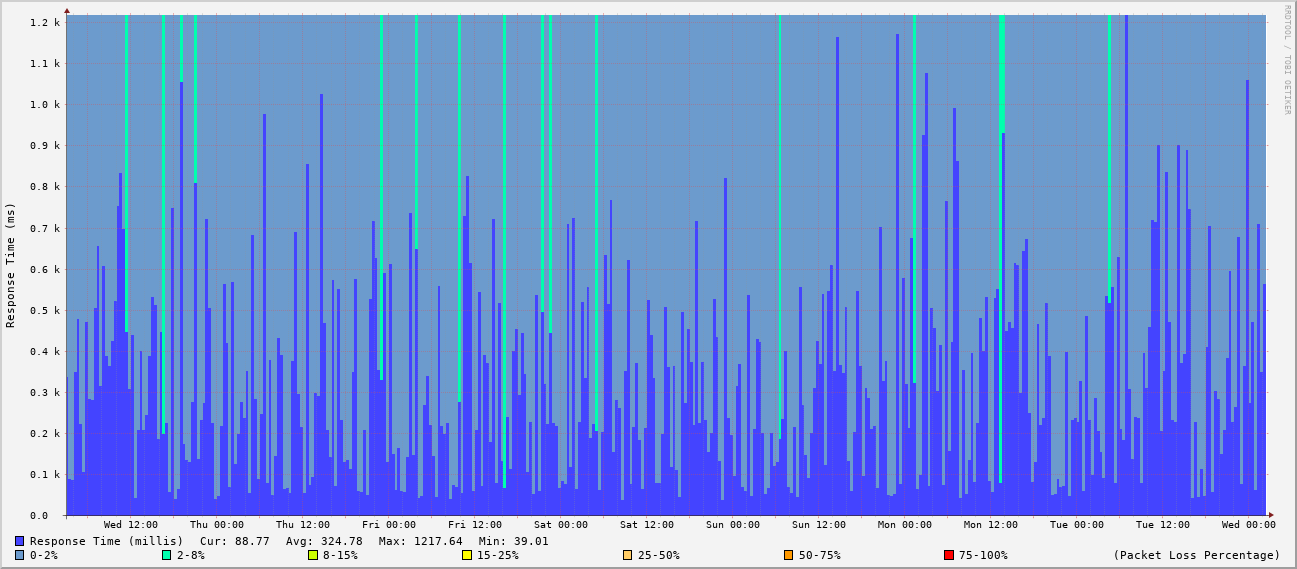 RRDTOOL / TOBI OETIKER
Response Time (ms)
1.2 k
1.1 k
1.0 k
0.9 k
0.8 k
0.7 k
0.6 k
0.5 k
0.4 k
0.3 k
0.2 k
0.1 k
0.0
Wed 12:00 Thu 00:00 Thu 12:00 Fri 00:00 Fri 12:00 Sat 00:00 Sat 12:00 Sun 00:00 Sun 12:00 Mon 00:00 Mon 12:00 Tue 00:00 Tue 12:00 Wed 00:00
Response Time (millis) Cur: 88.77 Avg: 324.78 Max: 1217.64 Min: 39.01
0-2% 2-8% 8-15% 15-25% 25-50% 50-75% 75-100% (Packet Loss Percentage)